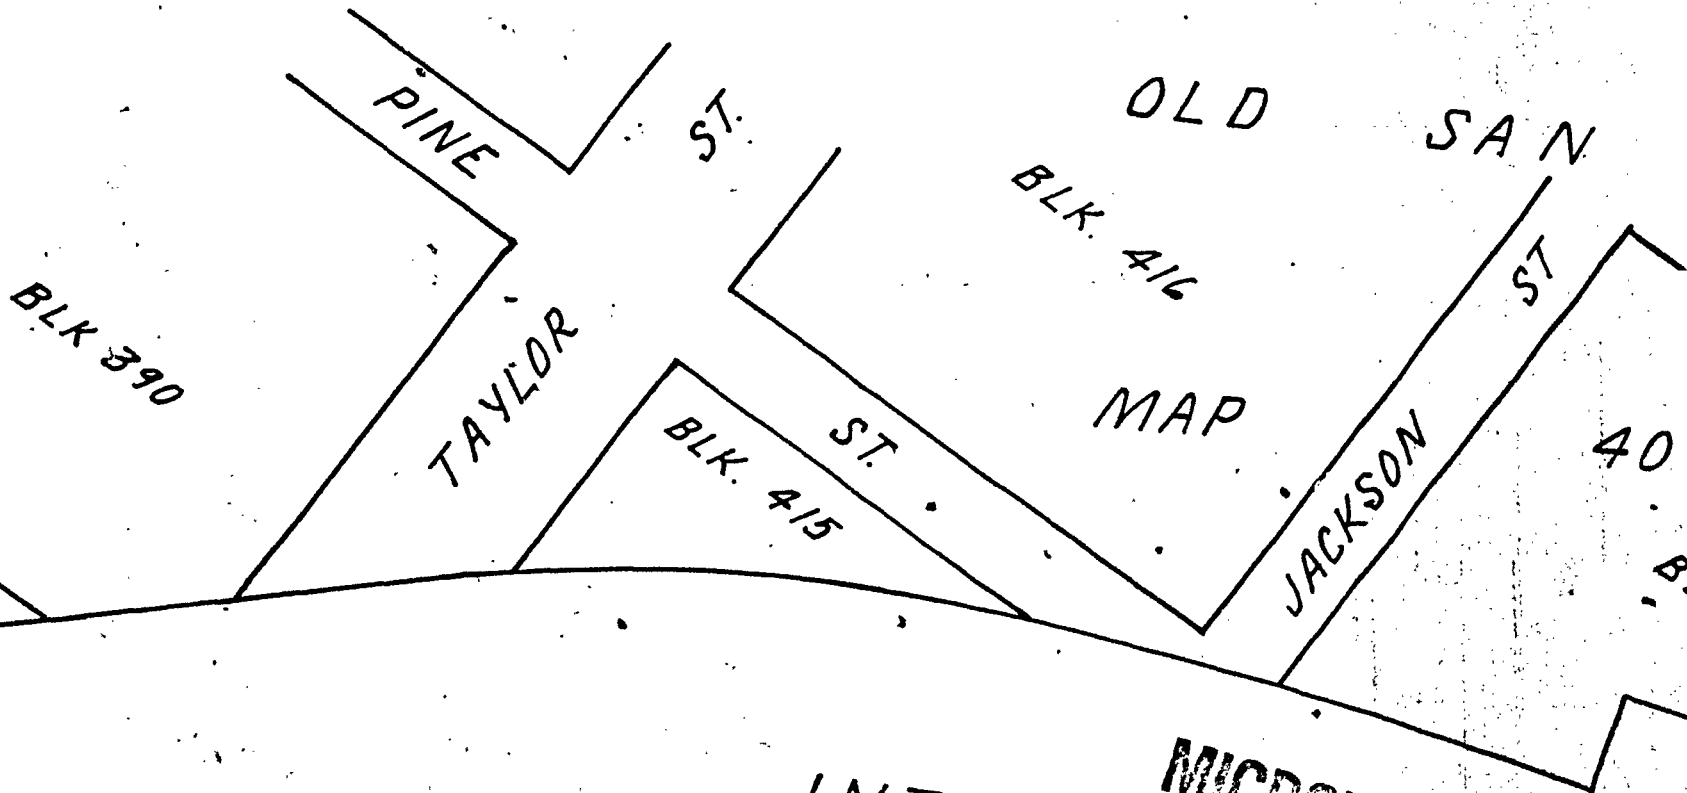 OLD SAN
PINE
ST.
BLK. 416
ST
BLK 390
TAYLOR
MAP
BLK. 415
ST.
JACKSON
40